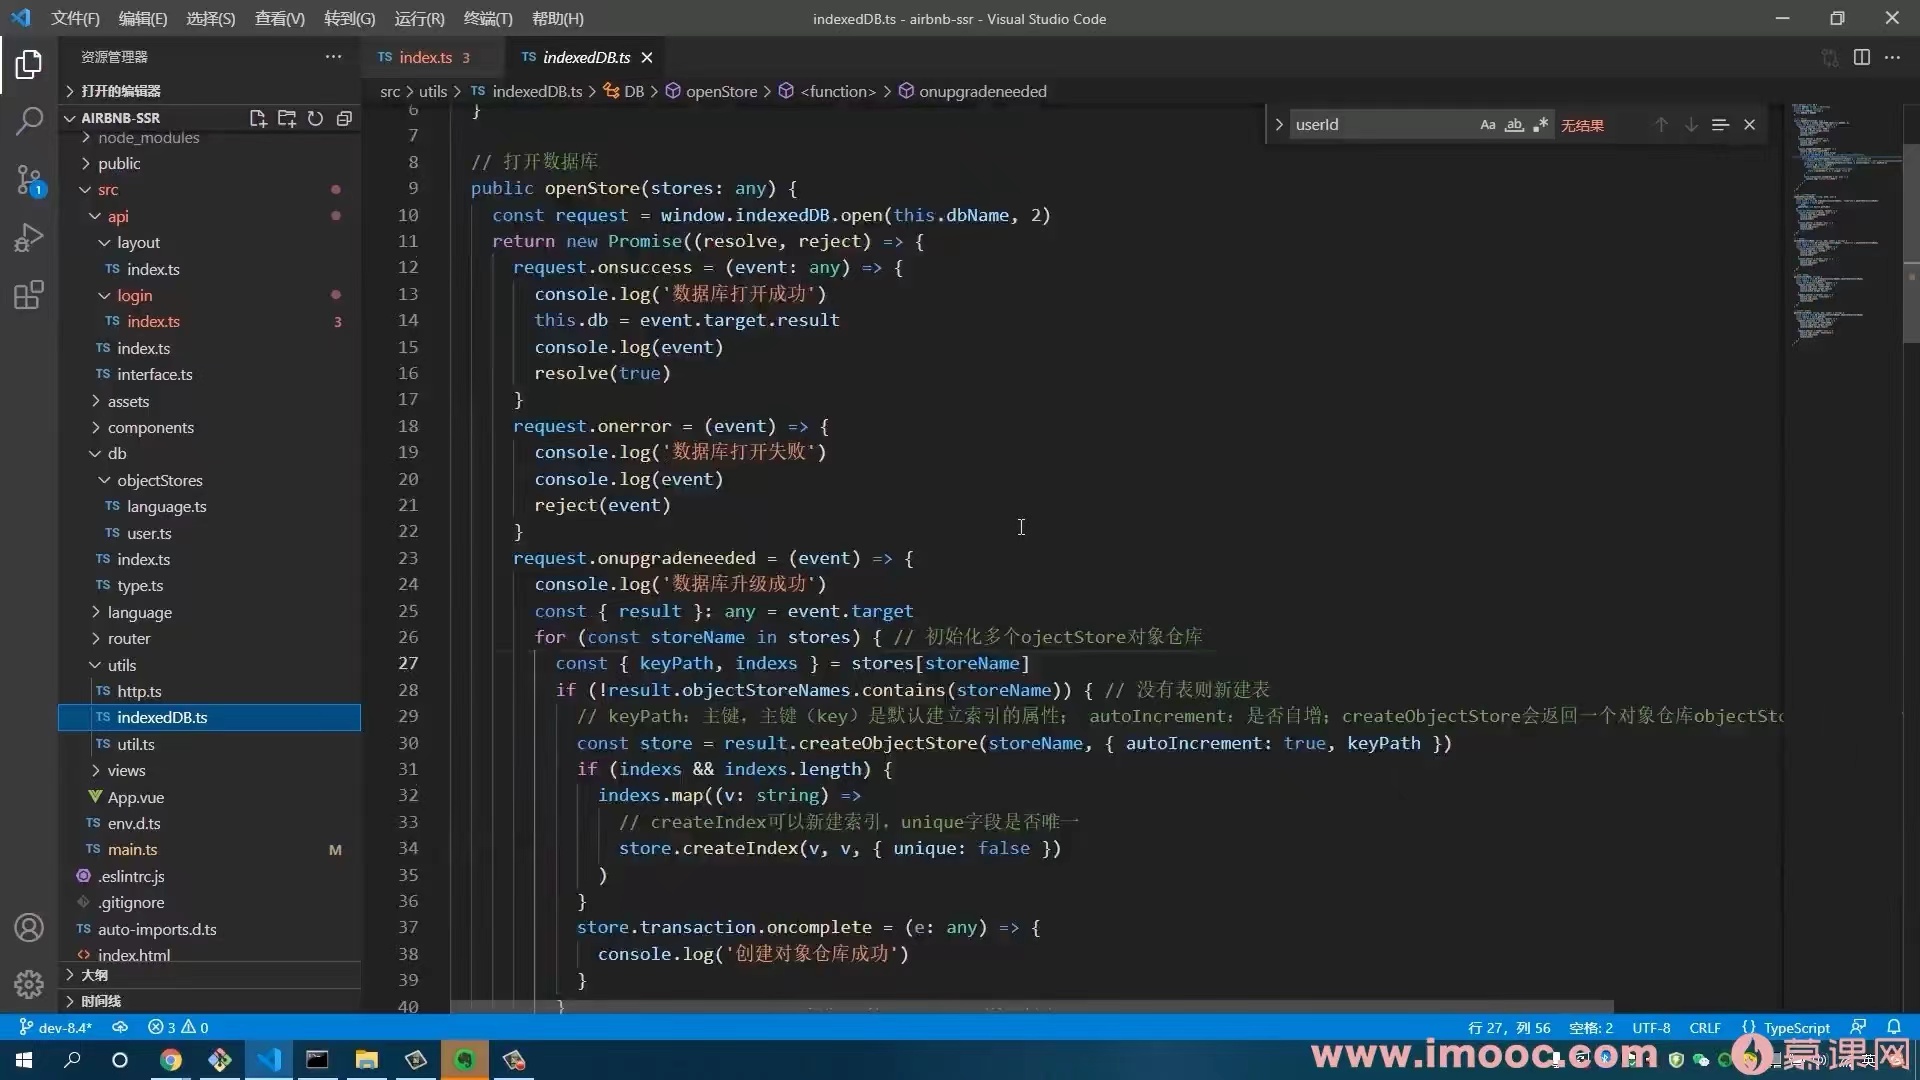 文件(F) 编辑(E) 选择(S) 查看(V) 转到(G) 运行(R) 终端(T) 帮助(H) indexedDB.ts - airbnb-ssr - Visual Studio Code
资源管理器
index.ts 3
TS indexedDB.ts
打开的编辑器
src > utils > TS indexedDB.ts > DB > openStore > <function> > onupgradeneeded
AIRBNB-SSR
userId Aa ab 无结果
node_modules
public
src
api
layout
TS index.ts
login
TS index.ts 3
TS index.ts
TS interface.ts
assets
components
db
objectStores
TS language.ts
TS user.ts
TS index.ts
TS type.ts
language
router
utils
TS http.ts
TS indexedDB.ts
TS util.ts
views
App.vue
TS env.d.ts
TS main.ts M
.eslintrc.js
.gitignore
TS auto-imports.d.ts
index.html
大纲
时间线
6 }
7
8 // 打开数据库
9 public openStore(stores: any) {
10 const request = window.indexedDB.open(this.dbName, 2)
11 return new Promise((resolve, reject) => {
12 request.onsuccess = (event: any) => {
13 console.log('数据库打开成功')
14 this.db = event.target.result
15 console.log(event)
16 resolve(true)
17 }
18 request.onerror = (event) => {
19 console.log('数据库打开失败')
20 console.log(event)
21 reject(event)
22 }
23 request.onupgradeneeded = (event) => {
24 console.log('数据库升级成功')
25 const { result }: any = event.target
26 for (const storeName in stores) { // 初始化多个ojectStore对象仓库
27 const { keyPath, indexs } = stores[storeName]
28 if (!result.objectStoreNames.contains(storeName)) { // 没有表则新建表
29 // keyPath：主键，主键（key）是默认建立索引的属性； autoIncrement：是否自增；createObjectStore会返回一个对象仓库objectSto
30 const store = result.createObjectStore(storeName, { autoIncrement: true, keyPath })
31 if (indexs && indexs.length) {
32 indexs.map((v: string) =>
33 // createIndex可以新建索引，unique字段是否唯一
34 store.createIndex(v, v, { unique: false })
35 )
36 }
37 store.transaction.oncomplete = (e: any) => {
38 console.log('创建对象仓库成功')
39 }
40 }
dev-8.4* 3 0 行 27，列 56 空格: 2 UTF-8 CRLF {} TypeScript
www.imooc.com 慕课网
英